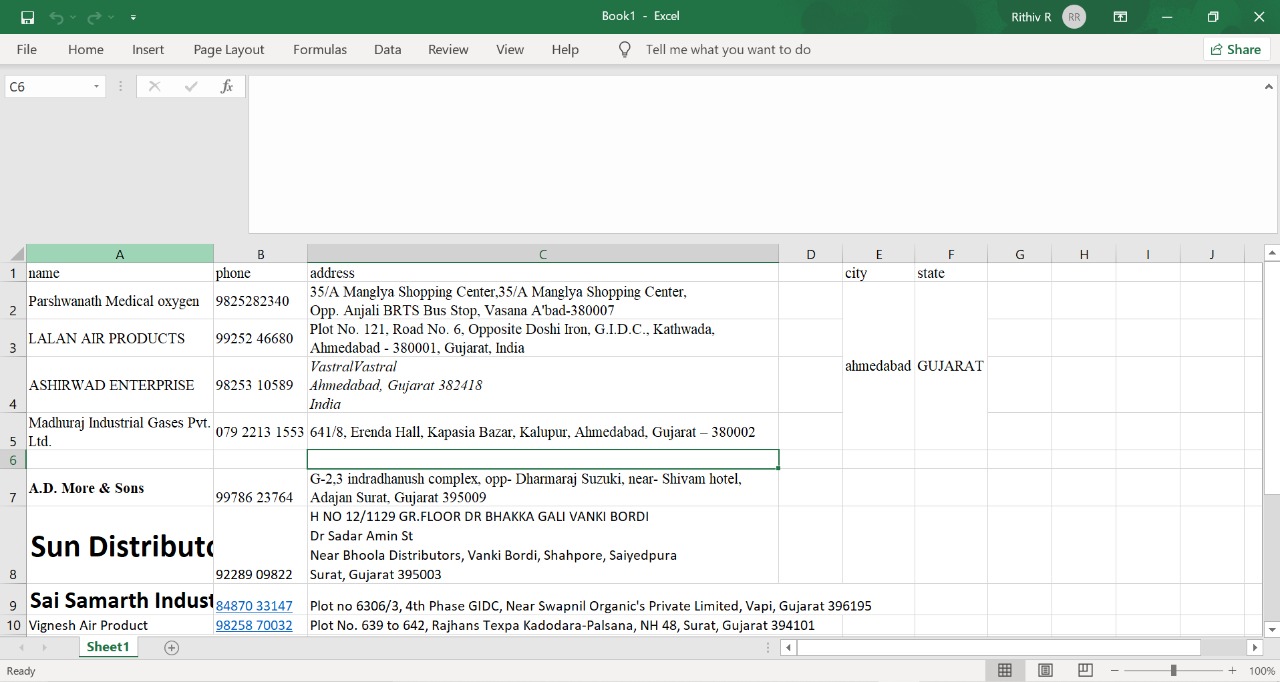 Book1 - Excel
Rithiv R
RR
File Home Insert Page Layout Formulas Data Review View Help Tell me what you want to do Share
C6
fx
A B C D E F G H I J
1 name phone address city state
2 Parshwanath Medical oxygen 9825282340 35/A Manglya Shopping Center,35/A Manglya Shopping Center,
Opp. Anjali BRTS Bus Stop, Vasana A'bad-380007
3 LALAN AIR PRODUCTS 99252 46680 Plot No. 121, Road No. 6, Opposite Doshi Iron, G.I.D.C., Kathwada,
Ahmedabad - 380001, Gujarat, India
ahmedabad GUJARAT
4 ASHIRWAD ENTERPRISE 98253 10589 VastralVastral
Ahmedabad, Gujarat 382418
India
5 Madhuraj Industrial Gases Pvt.
Ltd. 079 2213 1553 641/8, Erenda Hall, Kapasia Bazar, Kalupur, Ahmedabad, Gujarat – 380002
6
7 A.D. More & Sons 99786 23764 G-2,3 indradhanush complex, opp- Dharmaraj Suzuki, near- Shivam hotel,
Adajan Surat, Gujarat 395009
8 Sun Distributo 92289 09822 H NO 12/1129 GR.FLOOR DR BHAKKA GALI VANKI BORDI
Dr Sadar Amin St
Near Bhoola Distributors, Vanki Bordi, Shahpore, Saiyedpura
Surat, Gujarat 395003
9 Sai Samarth Indust 84870 33147 Plot no 6306/3, 4th Phase GIDC, Near Swapnil Organic's Private Limited, Vapi, Gujarat 396195
10 Vignesh Air Product 98258 70032 Plot No. 639 to 642, Rajhans Texpa Kadodara-Palsana, NH 48, Surat, Gujarat 394101
Sheet1
Ready
100%